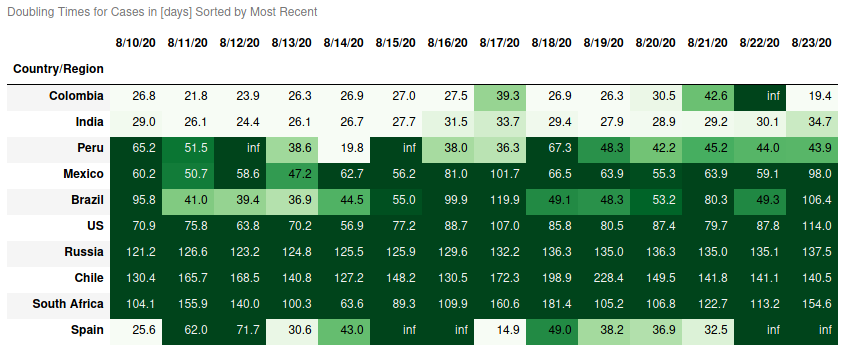 Doubling Times for Cases in [days] Sorted by Most Recent
8/10/20 8/11/20 8/12/20 8/13/20 8/14/20 8/15/20 8/16/20 8/17/20 8/18/20 8/19/20 8/20/20 8/21/20 8/22/20 8/23/20
Country/Region
Colombia 26.8 21.8 23.9 26.3 26.9 27.0 27.5 39.3 26.9 26.3 30.5 42.6 inf 19.4
India 29.0 26.1 24.4 26.1 26.7 27.7 31.5 33.7 29.4 27.9 28.9 29.2 30.1 34.7
Peru 65.2 51.5 inf 38.6 19.8 inf 38.0 36.3 67.3 48.3 42.2 45.2 44.0 43.9
Mexico 60.2 50.7 58.6 47.2 62.7 56.2 81.0 101.7 66.5 63.9 55.3 63.9 59.1 98.0
Brazil 95.8 41.0 39.4 36.9 44.5 55.0 99.9 119.9 49.1 48.3 53.2 80.3 49.3 106.4
US 70.9 75.8 63.8 70.2 56.9 77.2 88.7 107.0 85.8 80.5 87.4 79.7 87.8 114.0
Russia 121.2 126.6 123.2 124.8 125.5 125.9 129.6 132.2 136.3 135.0 136.3 135.0 135.1 137.5
Chile 130.4 165.7 168.5 140.8 127.2 148.2 130.5 172.3 198.9 228.4 149.5 141.8 141.1 140.5
South Africa 104.1 155.9 140.0 100.3 63.6 89.3 109.9 160.6 181.4 105.2 106.8 122.7 113.2 154.6
Spain 25.6 62.0 71.7 30.6 43.0 inf inf 14.9 49.0 38.2 36.9 32.5 inf inf